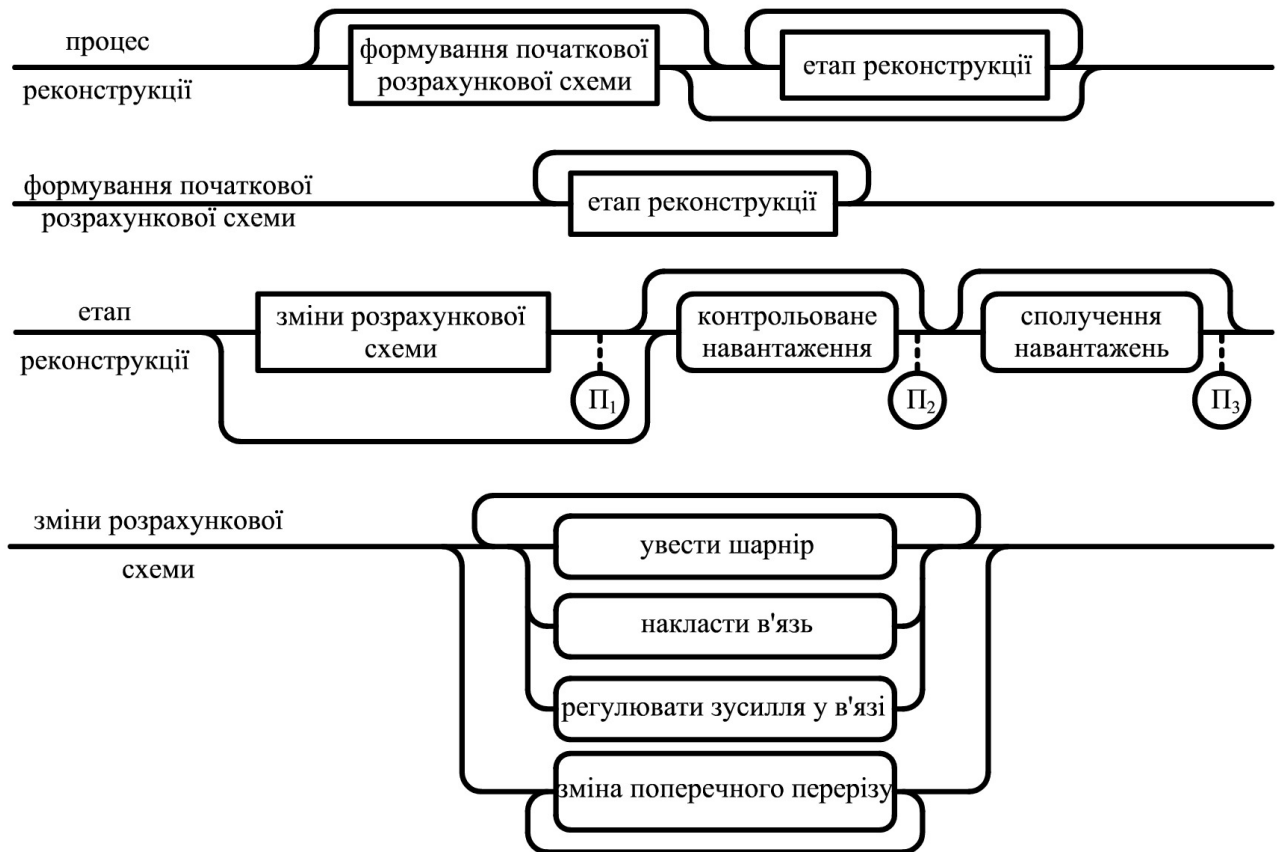 процес
реконструкції
формування початкової
розрахункової схеми
етап реконструкції
формування початкової
розрахункової схеми
етап реконструкції
етап
реконструкції
зміни розрахункової
схеми
контрольоване
навантаження
сполучення
навантажень
П₁
П₂
П₃
зміни розрахункової
схеми
увести шарнір
накласти в'язь
регулювати зусилля у в'язі
зміна поперечного перерізу